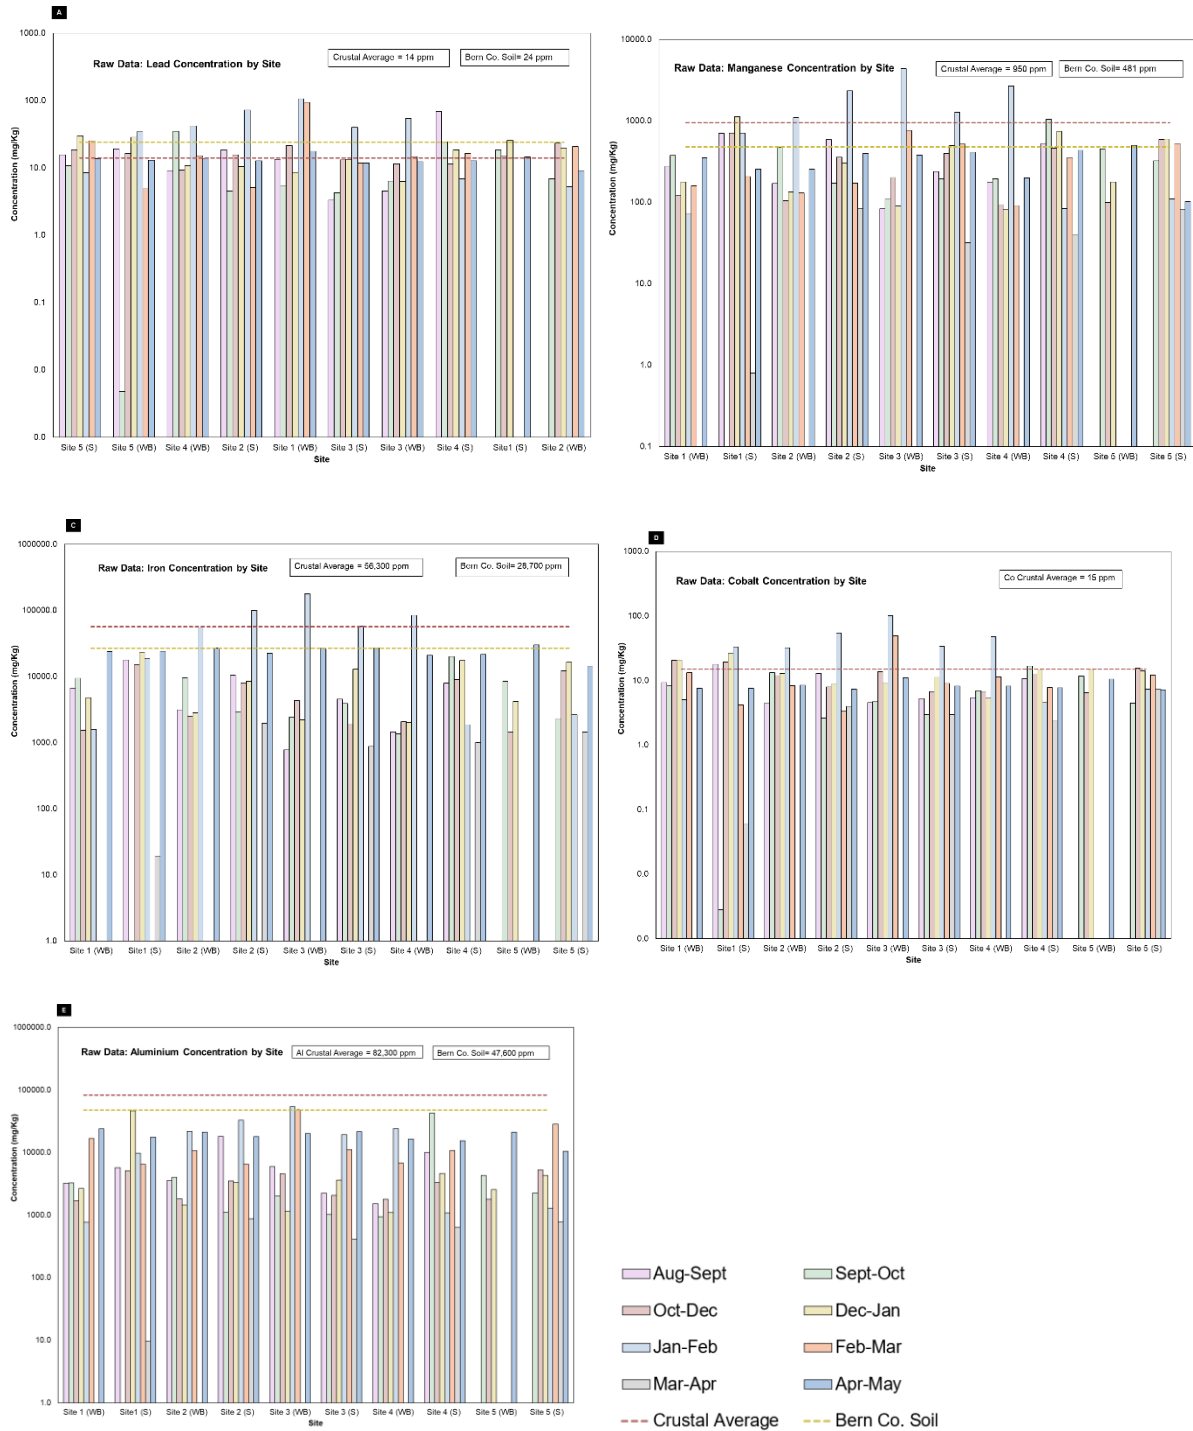 A
Raw Data: Lead Concentration by Site
Crustal Average = 14 ppm
Bern Co. Soil= 24 ppm
Concentration (mg/Kg)
1000.0
100.0
10.0
1.0
0.1
0.0
0.0
Site 5 (S) Site 5 (WB) Site 4 (WB) Site 2 (S) Site 1 (WB) Site 3 (S) Site 3 (WB) Site 4 (S) Site1 (S) Site 2 (WB)
Site
Raw Data: Manganese Concentration by Site
Crustal Average = 950 ppm
Bern Co. Soil= 481 ppm
Concentration (mg/Kg)
10000.0
1000.0
100.0
10.0
1.0
0.1
Site 1 (WB) Site1 (S) Site 2 (WB) Site 2 (S) Site 3 (WB) Site 3 (S) Site 4 (WB) Site 4 (S) Site 5 (WB) Site 5 (S)
Site
C
Raw Data: Iron Concentration by Site
Crustal Average = 56,300 ppm
Bern Co. Soil= 28,700 ppm
Concentration (mg/Kg)
1000000.0
100000.0
10000.0
1000.0
100.0
10.0
1.0
Site 1 (WB) Site1 (S) Site 2 (WB) Site 2 (S) Site 3 (WB) Site 3 (S) Site 4 (WB) Site 4 (S) Site 5 (WB) Site 5 (S)
Site
D
Raw Data: Cobalt Concentration by Site
Co Crustal Average = 15 ppm
Concentration (mg/Kg)
1000.0
100.0
10.0
1.0
0.1
0.0
0.0
Site 1 (WB) Site1 (S) Site 2 (WB) Site 2 (S) Site 3 (WB) Site 3 (S) Site 4 (WB) Site 4 (S) Site 5 (WB) Site 5 (S)
Site
E
Raw Data: Aluminium Concentration by Site
Al Crustal Average = 82,300 ppm
Bern Co. Soil= 47,600 ppm
Concentration (mg/Kg)
1000000.0
100000.0
10000.0
1000.0
100.0
10.0
1.0
Site 1 (WB) Site1 (S) Site 2 (WB) Site 2 (S) Site 3 (WB) Site 3 (S) Site 4 (WB) Site 4 (S) Site 5 (WB) Site 5 (S)
Site
Aug-Sept Sept-Oct
Oct-Dec Dec-Jan
Jan-Feb Feb-Mar
Mar-Apr Apr-May
Crustal Average Bern Co. Soil